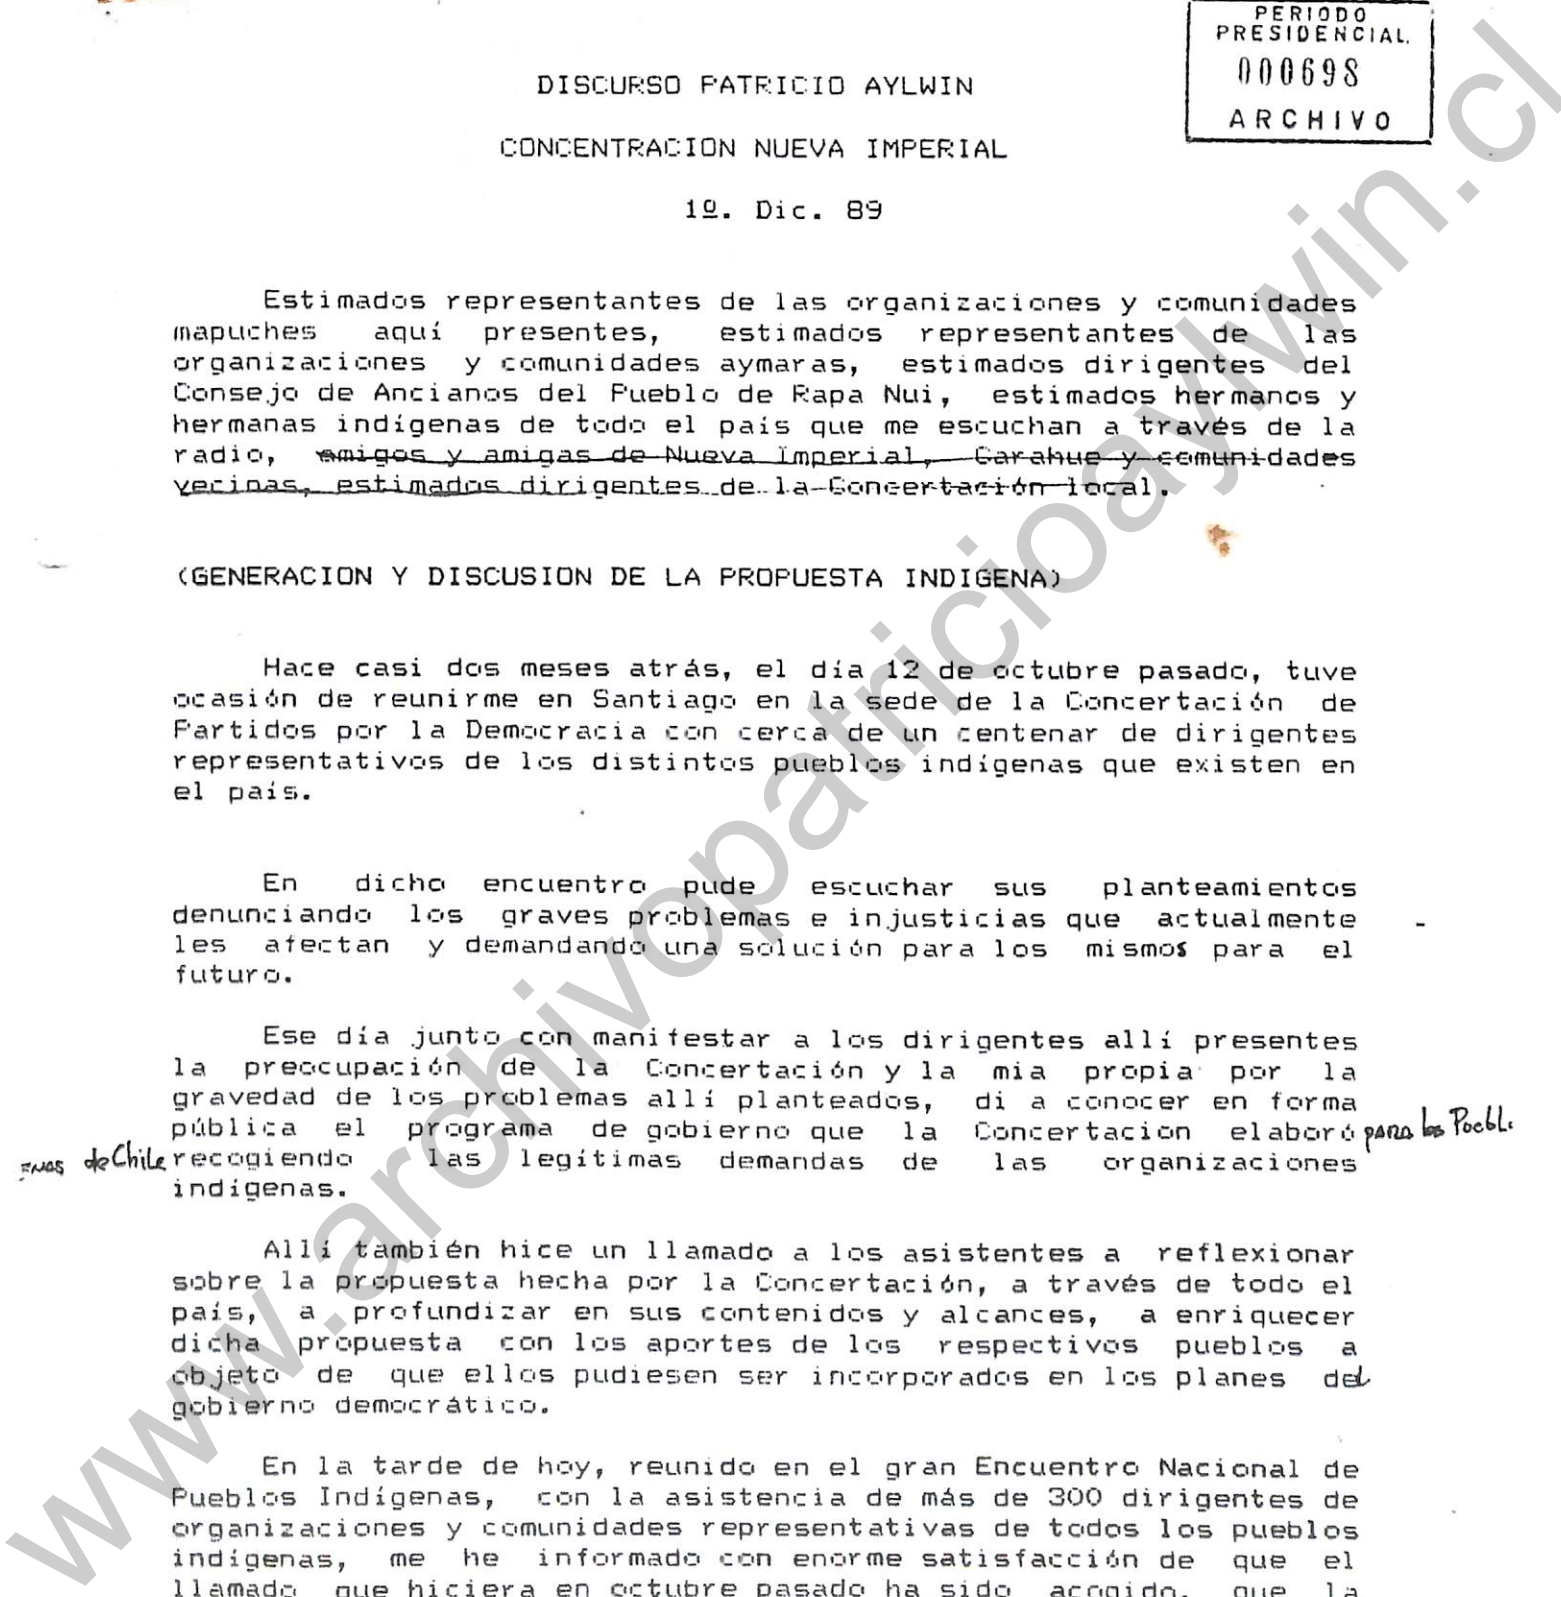 PERIODO
PRESIDENCIAL.
000698
ARCHIVO
DISCURSO PATRICIO AYLWIN
CONCENTRACION NUEVA IMPERIAL
1º. Dic. 89
Estimados representantes de las organizaciones y comunidades
mapuches aquí presentes, estimados representantes de las
organizaciones y comunidades aymaras, estimados dirigentes del
Consejo de Ancianos del Pueblo de Rapa Nui, estimados hermanos y
hermanas indígenas de todo el país que me escuchan a través de la
radio, amigos y amigas de Nueva Imperial, Carahue y comunidades
vecinas, estimados dirigentes de la Concertación local.
(GENERACION Y DISCUSION DE LA PROPUESTA INDIGENA)
Hace casi dos meses atrás, el día 12 de octubre pasado, tuve
ocasión de reunirme en Santiago en la sede de la Concertación de
Partidos por la Democracia con cerca de un centenar de dirigentes
representativos de los distintos pueblos indígenas que existen en
el país.
En dicho encuentro pude escuchar sus planteamientos
denunciando los graves problemas e injusticias que actualmente
les afectan y demandando una solución para los mismos para el
futuro.
Ese día junto con manifestar a los dirigentes allí presentes
la preocupación de la Concertación y la mia propia por la
gravedad de los problemas allí planteados, di a conocer en forma
pública el programa de gobierno que la Concertacion elaboró para los Puebl.
de Chile recogiendo las legítimas demandas de las organizaciones
indígenas.
Allí también hice un llamado a los asistentes a reflexionar
sobre la propuesta hecha por la Concertación, a través de todo el
país, a profundizar en sus contenidos y alcances, a enriquecer
dicha propuesta con los aportes de los respectivos pueblos a
objeto de que ellos pudiesen ser incorporados en los planes del
gobierno democrático.
En la tarde de hoy, reunido en el gran Encuentro Nacional de
Pueblos Indígenas, con la asistencia de más de 300 dirigentes de
organizaciones y comunidades representativas de todos los pueblos
indígenas, me he informado con enorme satisfacción de que el
llamado que hiciera en octubre pasado ha sido acogido, que la
www.archivopatricioaylwin.cl